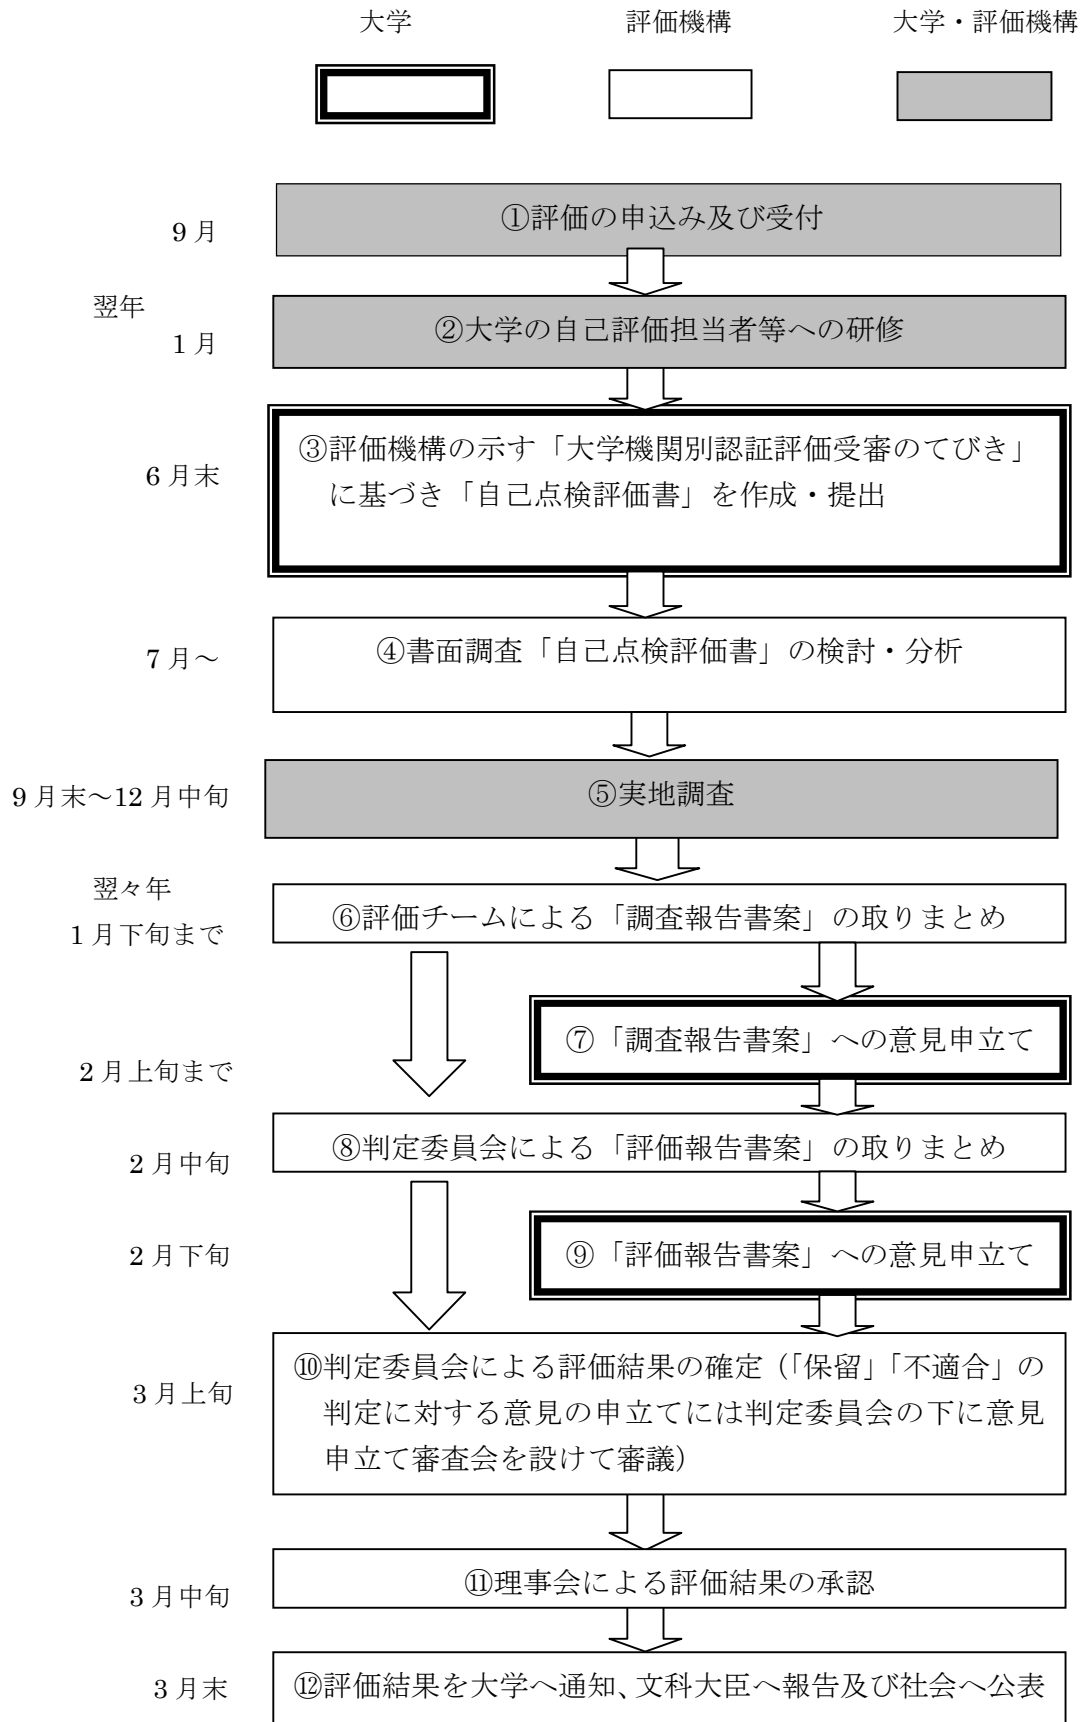 大学 評価機構 大学・評価機構
9月 ①評価の申込み及び受付
翌年
1月 ②大学の自己評価担当者等への研修
6月末 ③評価機構の示す「大学機関別認証評価受審のてびき」
に基づき「自己点検評価書」を作成・提出
7月~ ④書面調査「自己点検評価書」の検討・分析
9月末~12月中旬 ⑤実地調査
翌々年
1月下旬まで ⑥評価チームによる「調査報告書案」の取りまとめ
2月上旬まで ⑦「調査報告書案」への意見申立て
2月中旬 ⑧判定委員会による「評価報告書案」の取りまとめ
2月下旬 ⑨「評価報告書案」への意見申立て
3月上旬 ⑩判定委員会による評価結果の確定(「保留」「不適合」の
判定に対する意見の申立てには判定委員会の下に意見
申立て審査会を設けて審議)
3月中旬 ⑪理事会による評価結果の承認
3月末 ⑫評価結果を大学へ通知、文科大臣へ報告及び社会へ公表